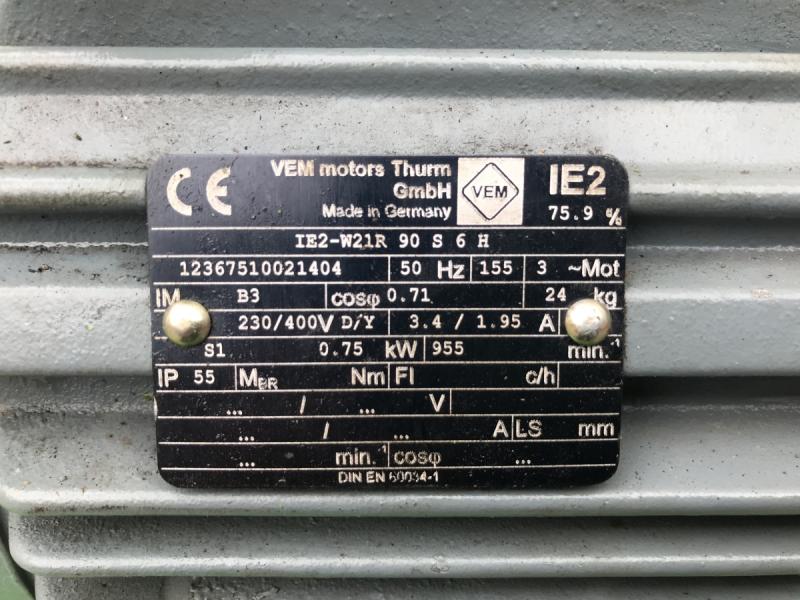 CE VEM motors Thurm GmbH VEM IE2
Made in Germany 75.9 %
IE2-W21R 90 S 6 H
12367510021404 50 Hz 155 3 ~Mot
IM B3 cosφ 0.71 24 kg
230/400V D/Y 3.4 / 1.95 A
S1 0.75 kW 955 min.⁻¹
IP 55 MBR Nm FI c/h
... / ... V
... / ... A LS mm
... min.⁻¹ cosφ ...
DIN EN 60034-1